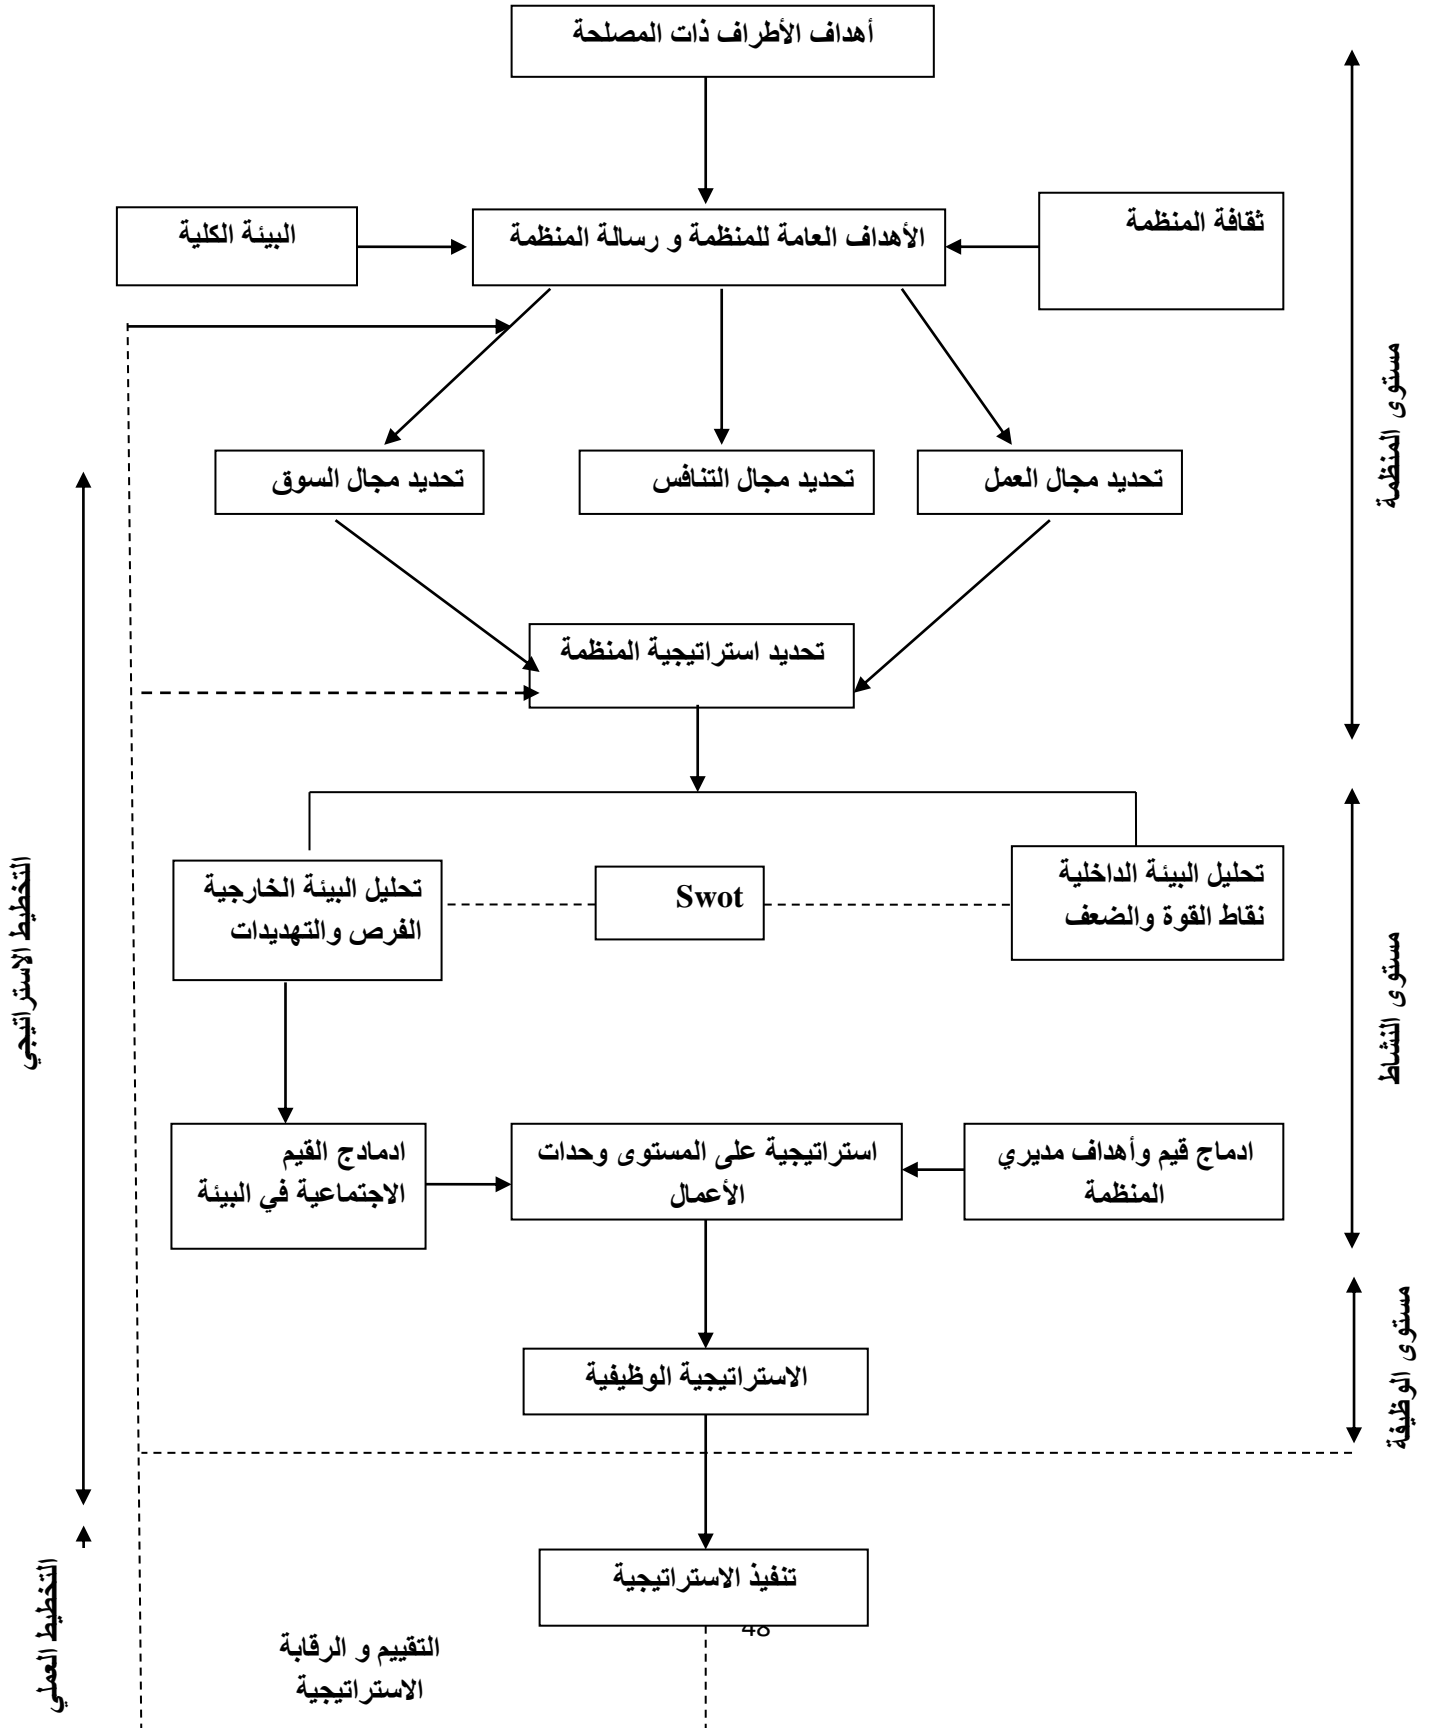 أهداف الأطراف ذات المصلحة
ثقافة المنظمة
الأهداف العامة للمنظمة و رسالة المنظمة
البيئة الكلية
مستوى المنظمة
تحديد مجال العمل
تحديد مجال التنافس
تحديد مجال السوق
تحديد استراتيجية المنظمة
تحليل البيئة الداخلية
نقاط القوة والضعف
Swot
تحليل البيئة الخارجية
الفرص والتهديدات
مستوى النشاط
التخطيط الاستراتيجي
ادماج قيم وأهداف مديري
المنظمة
استراتيجية على المستوى وحدات
الأعمال
ادمادج القيم
الاجتماعية في البيئة
مستوى الوظيفة
الاستراتيجية الوظيفية
تنفيذ الاستراتيجية
48
التقييم و الرقابة
الاستراتيجية
التخطيط العملي